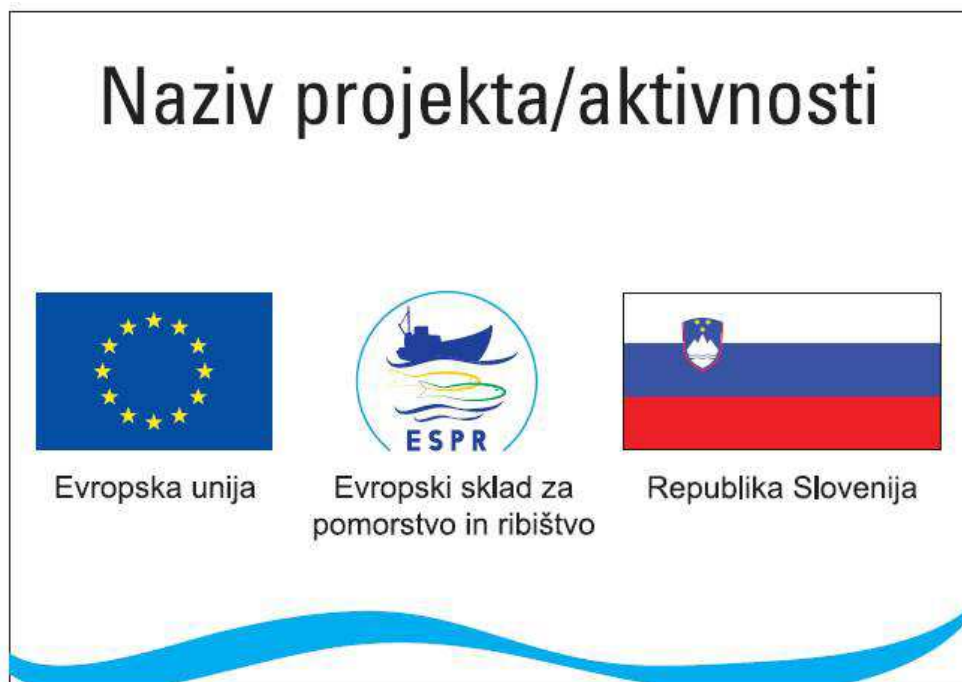 Naziv projekta/aktivnosti
ESPR
Evropska unija
Evropski sklad za
pomorstvo in ribištvo
Republika Slovenija